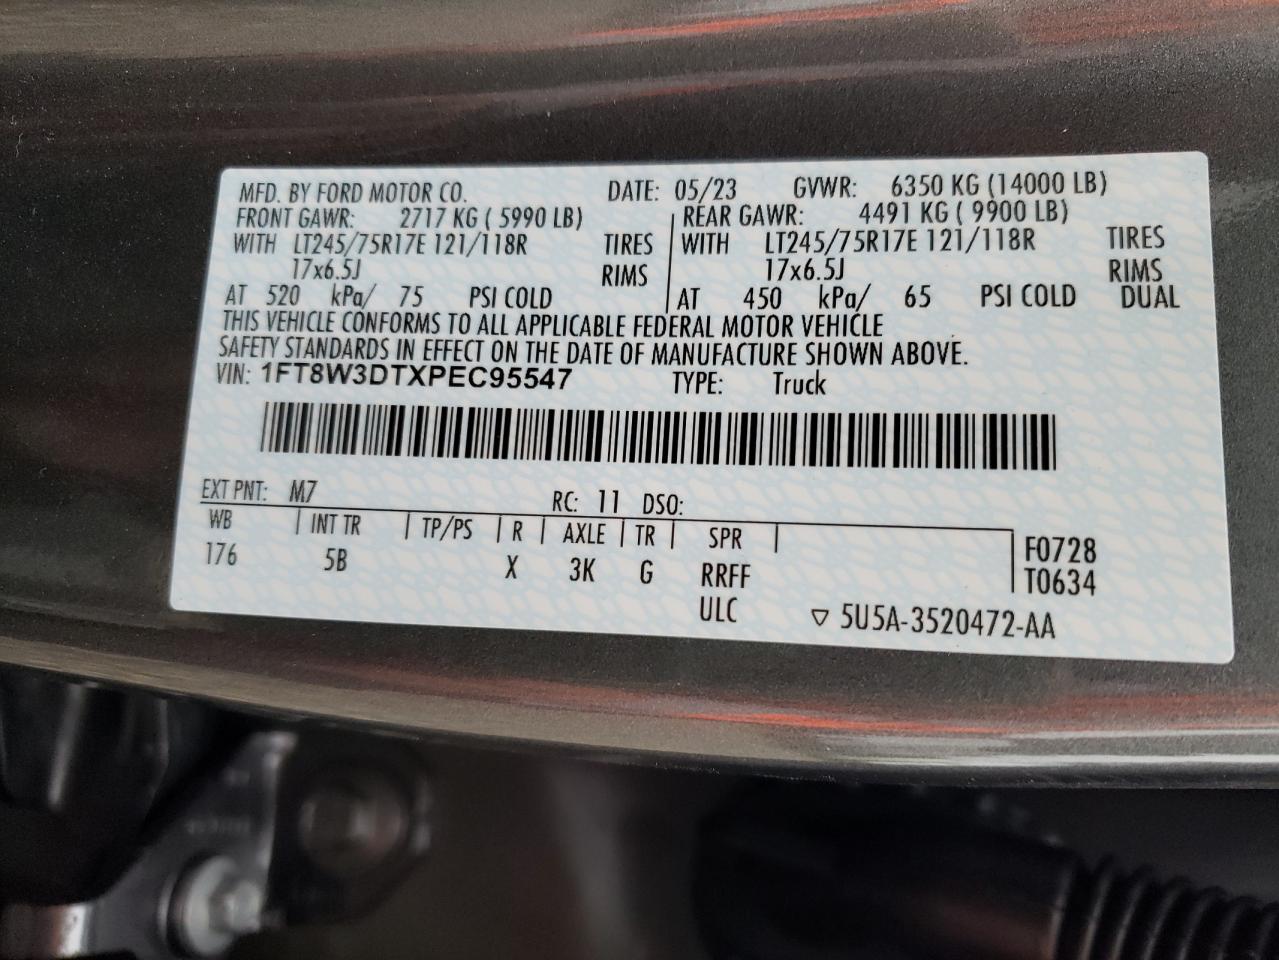 MFD. BY FORD MOTOR CO. DATE: 05/23 GVWR: 6350 KG (14000 LB)
FRONT GAWR: 2717 KG ( 5990 LB) REAR GAWR: 4491 KG ( 9900 LB)
WITH LT245/75R17E 121/118R TIRES WITH LT245/75R17E 121/118R TIRES
17x6.5J RIMS 17x6.5J RIMS
AT 520 kPa/ 75 PSI COLD AT 450 kPa/ 65 PSI COLD DUAL
THIS VEHICLE CONFORMS TO ALL APPLICABLE FEDERAL MOTOR VEHICLE
SAFETY STANDARDS IN EFFECT ON THE DATE OF MANUFACTURE SHOWN ABOVE.
VIN: 1FT8W3DTXPEC95547 TYPE: Truck
EXT PNT: M7 RC: 11 DSO:
WB INT TR TP/PS R AXLE TR SPR F0728
176 5B X 3K G RRFF T0634
ULC ▽ 5U5A-3520472-AA